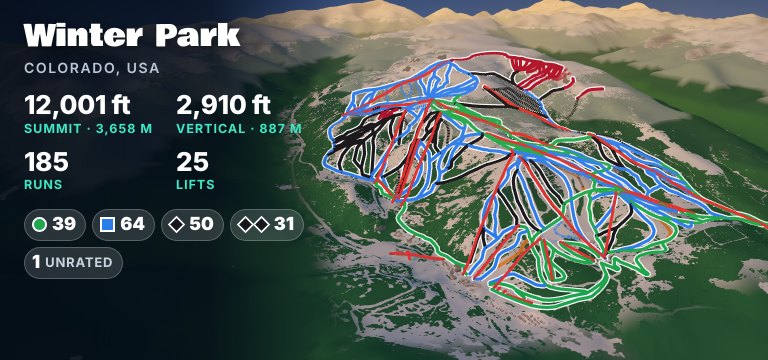 Winter Park
COLORADO, USA
12,001 ft 2,910 ft
SUMMIT · 3,658 M VERTICAL · 887 M
185 25
RUNS LIFTS
39 64 50 31
1 UNRATED